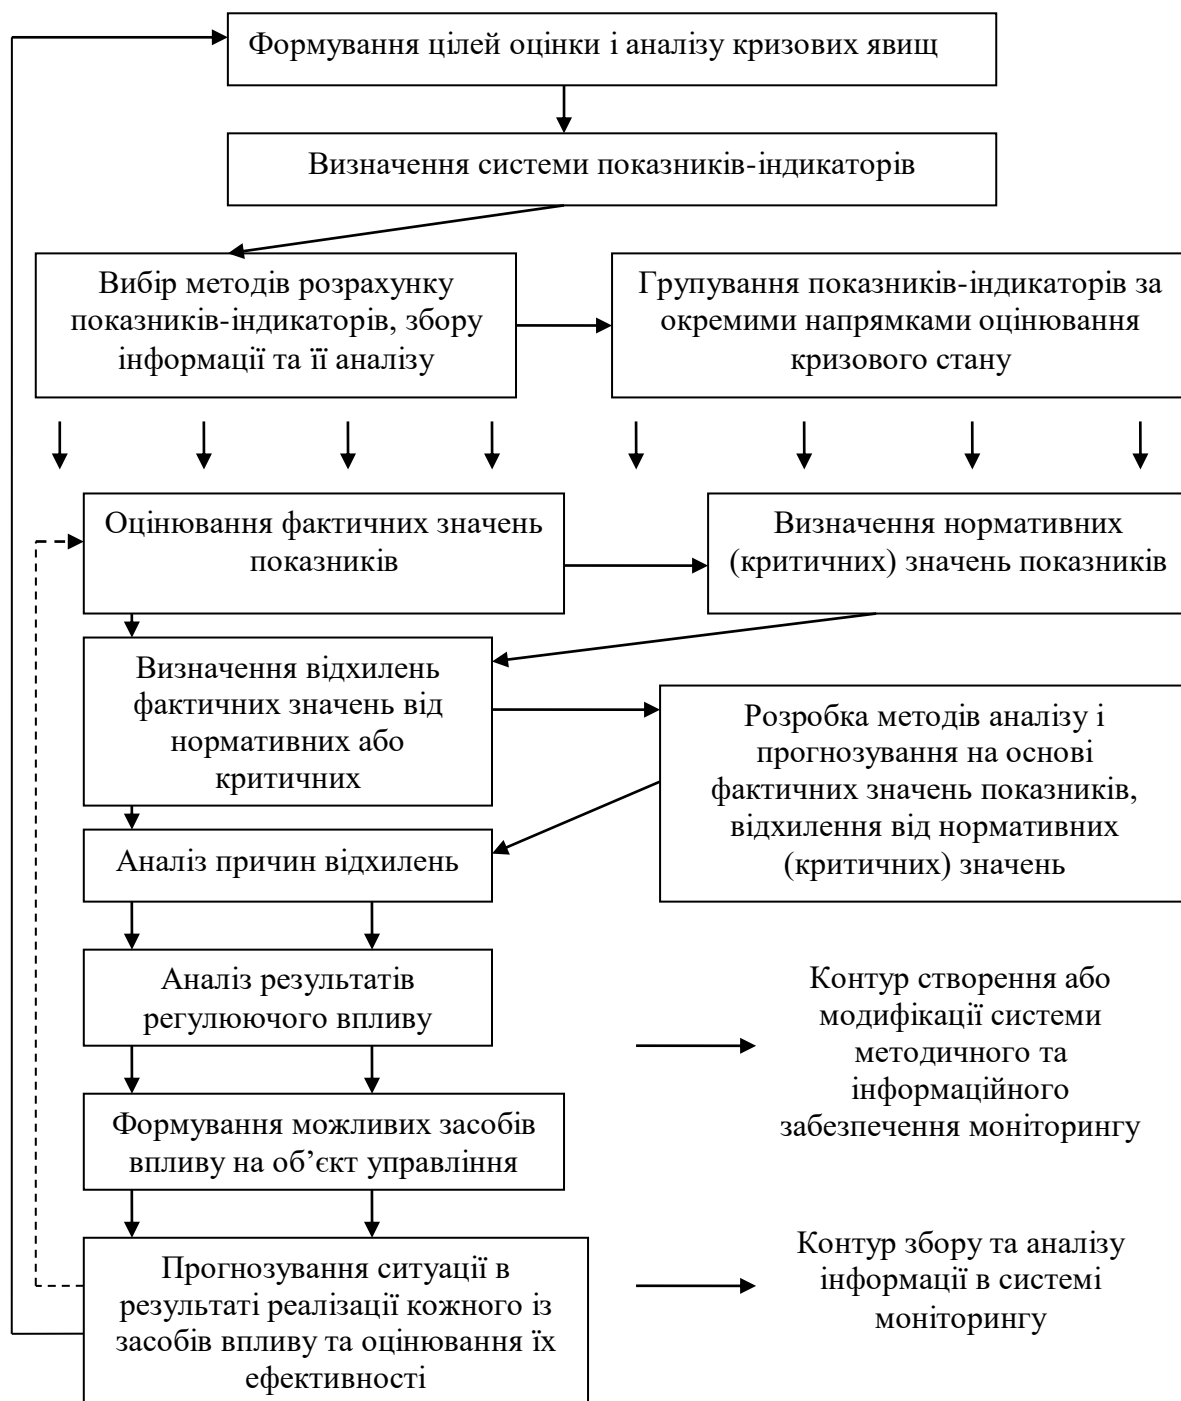 Формування цілей оцінки і аналізу кризових явищ
Визначення системи показників-індикаторів
Вибір методів розрахунку
показників-індикаторів, збору
інформації та її аналізу
Групування показників-індикаторів за
окремими напрямками оцінювання
кризового стану
Оцінювання фактичних значень
показників
Визначення нормативних
(критичних) значень показників
Визначення відхилень
фактичних значень від
нормативних або
критичних
Розробка методів аналізу і
прогнозування на основі
фактичних значень показників,
відхилення від нормативних
(критичних) значень
Аналіз причин відхилень
Аналіз результатів
регулюючого впливу
Контур створення або
модифікації системи
методичного та
інформаційного
забезпечення моніторингу
Формування можливих засобів
впливу на об’єкт управління
Прогнозування ситуації в
результаті реалізації кожного із
засобів впливу та оцінювання їх
ефективності
Контур збору та аналізу
інформації в системі
моніторингу